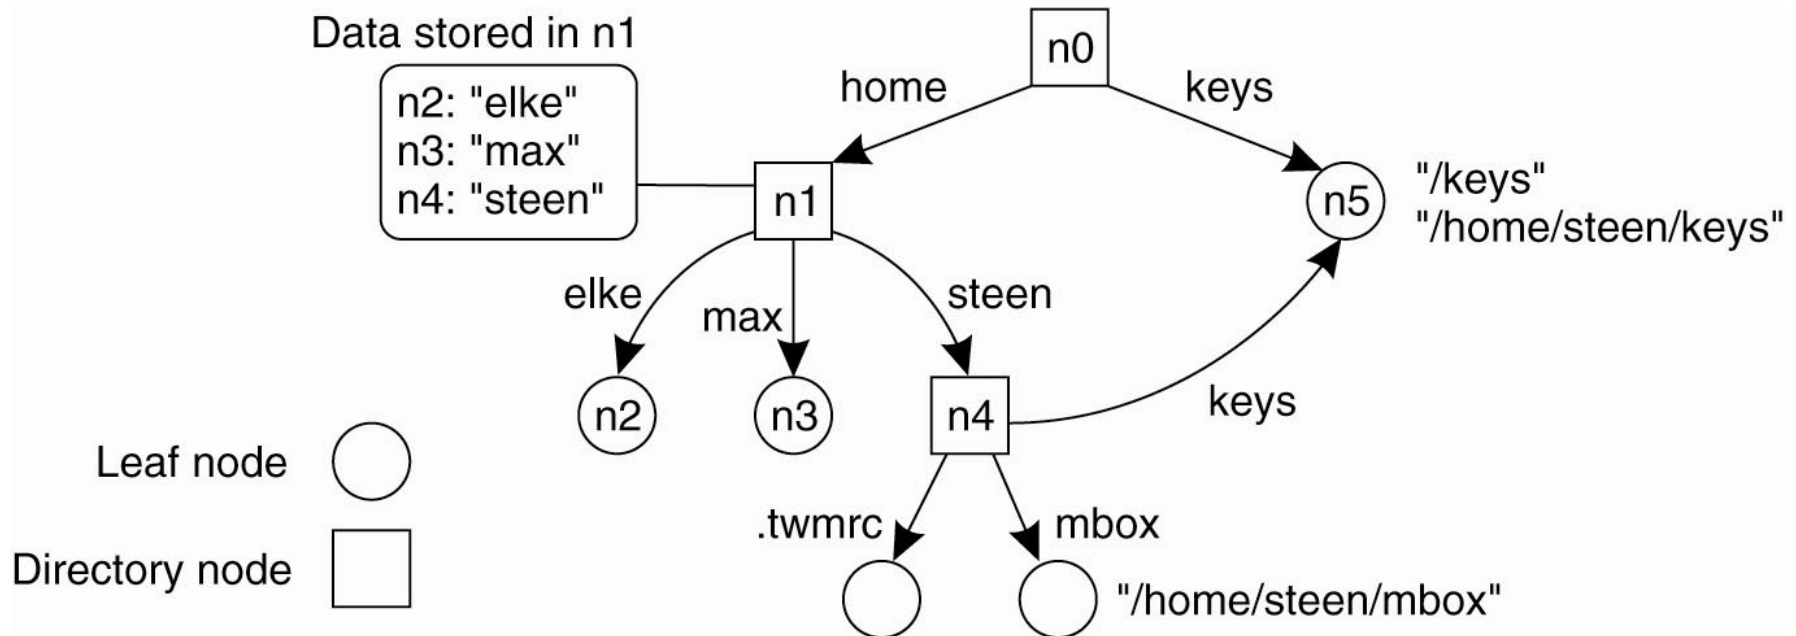 Data stored in n1
n0
home
keys
n2: "elke"
n3: "max"
n4: "steen"
n1
n5
"/keys"
"/home/steen/keys"
elke
max
steen
n2
n3
n4
keys
Leaf node
.twmrc
mbox
Directory node
"/home/steen/mbox"